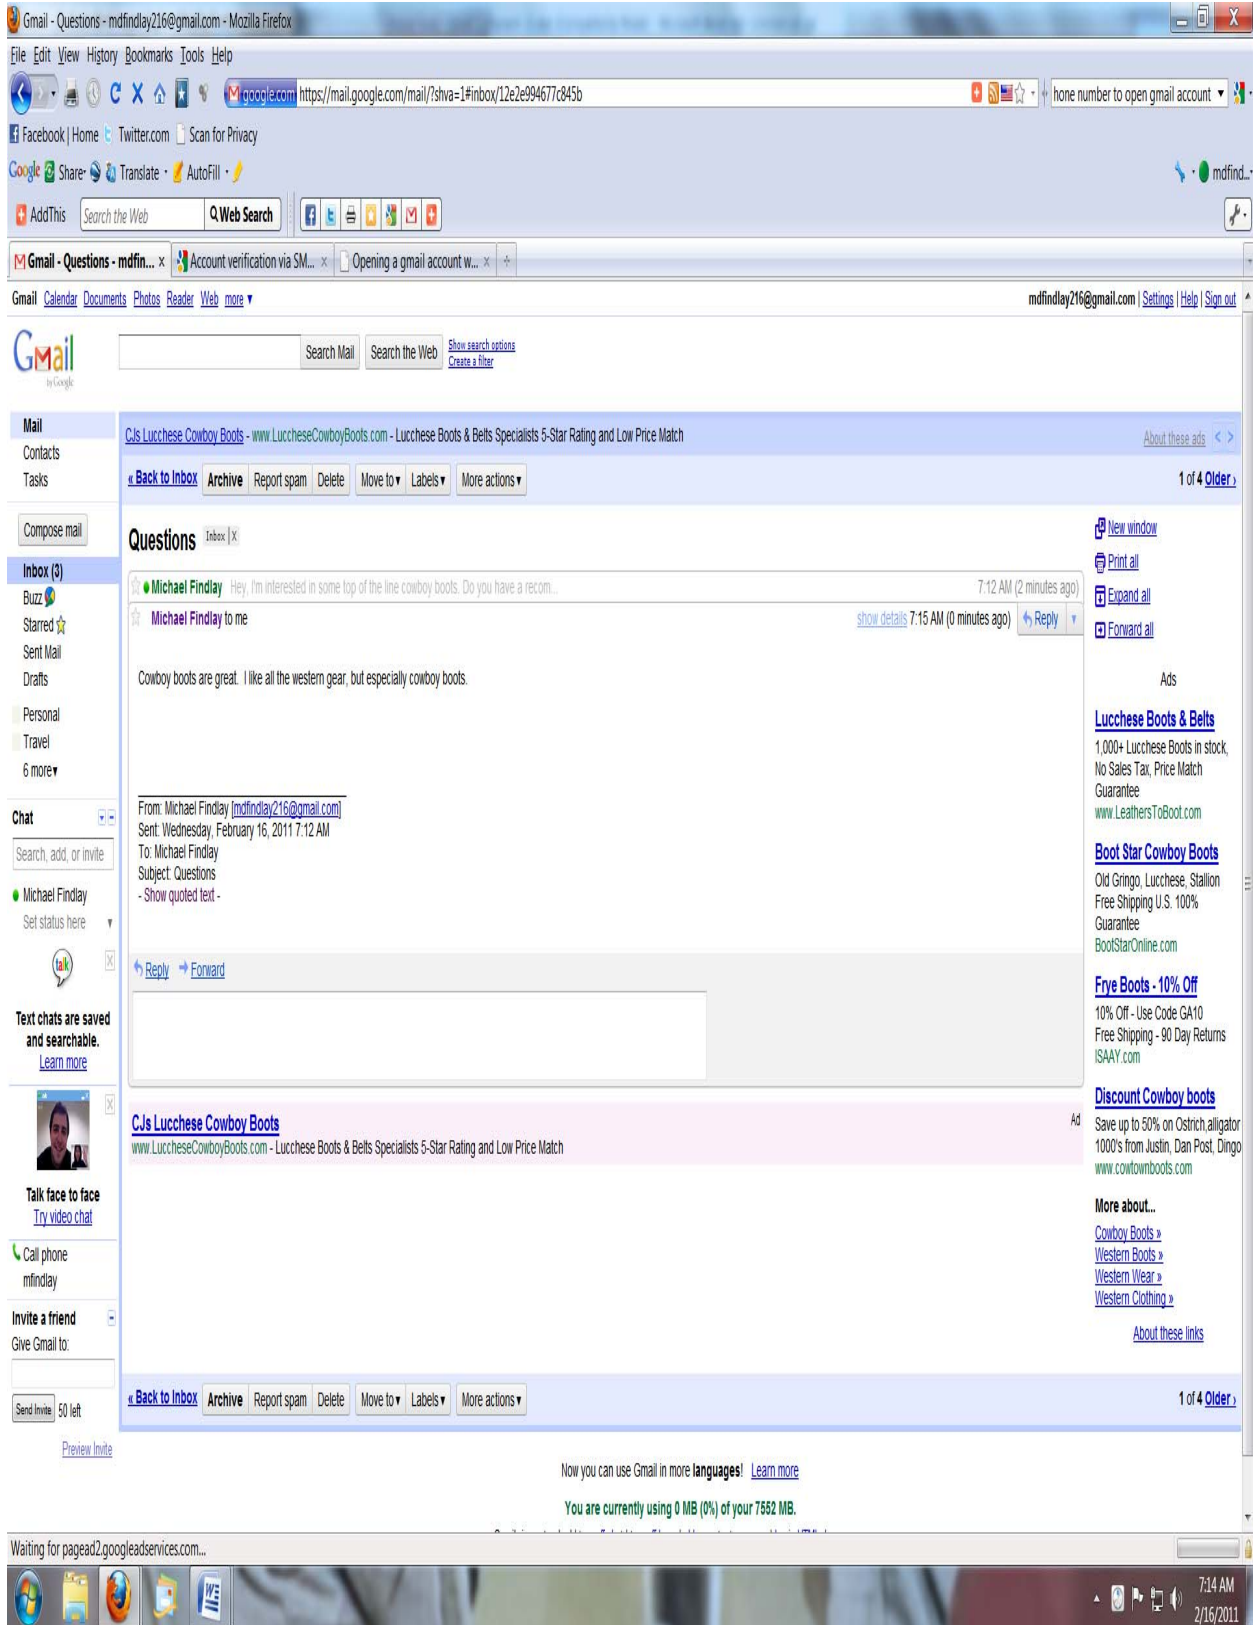 Gmail - Questions - mdfindlay216@gmail.com - Mozilla Firefox
File Edit View History Bookmarks Tools Help
google.com https://mail.google.com/mail/?shva=1#inbox/12e2e994677c845b hone number to open gmail account
Facebook | Home Twitter.com Scan for Privacy
Google Share Translate AutoFill mdfind...
AddThis Search the Web Web Search
Gmail - Questions - mdfin... x Account verification via SM... x Opening a gmail account w... x
Gmail Calendar Documents Photos Reader Web more mdfindlay216@gmail.com | Settings | Help | Sign out
Gmail by Google
Search Mail Search the Web Show search options
Create a filter
Mail
Contacts
Tasks
Compose mail
Inbox (3)
Buzz
Starred
Sent Mail
Drafts
Personal
Travel
6 more
Chat
Search, add, or invite
Michael Findlay
Set status here
talk
Text chats are saved
and searchable.
Learn more
Talk face to face
Try video chat
Call phone
mfindlay
Invite a friend
Give Gmail to:
Send Invite 50 left
Preview Invite
CJs Lucchese Cowboy Boots - www.LuccheseCowboyBoots.com - Lucchese Boots & Belts Specialists 5-Star Rating and Low Price Match About these ads < >
« Back to Inbox Archive Report spam Delete Move to Labels More actions 1 of 4 Older ›
Questions Inbox | X
Michael Findlay Hey, I'm interested in some top of the line cowboy boots. Do you have a recom... 7:12 AM (2 minutes ago)
Michael Findlay to me show details 7:15 AM (0 minutes ago) Reply
Cowboy boots are great. I like all the western gear, but especially cowboy boots.
From: Michael Findlay [mdfindlay216@gmail.com]
Sent: Wednesday, February 16, 2011 7:12 AM
To: Michael Findlay
Subject: Questions
- Show quoted text -
Reply Forward
CJs Lucchese Cowboy Boots Ad
www.LuccheseCowboyBoots.com - Lucchese Boots & Belts Specialists 5-Star Rating and Low Price Match
New window
Print all
Expand all
Forward all
Ads
Lucchese Boots & Belts
1,000+ Lucchese Boots in stock,
No Sales Tax, Price Match
Guarantee
www.LeathersToBoot.com
Boot Star Cowboy Boots
Old Gringo, Lucchese, Stallion
Free Shipping U.S. 100%
Guarantee
BootStarOnline.com
Frye Boots - 10% Off
10% Off - Use Code GA10
Free Shipping - 90 Day Returns
ISAAY.com
Discount Cowboy boots
Save up to 50% on Ostrich,alligator
1000's from Justin, Dan Post, Dingo
www.cowtownboots.com
More about...
Cowboy Boots »
Western Boots »
Western Wear »
Western Clothing »
About these links
« Back to Inbox Archive Report spam Delete Move to Labels More actions 1 of 4 Older ›
Now you can use Gmail in more languages! Learn more
You are currently using 0 MB (0%) of your 7552 MB.
Waiting for pagead2.googleadservices.com...
7:14 AM
2/16/2011